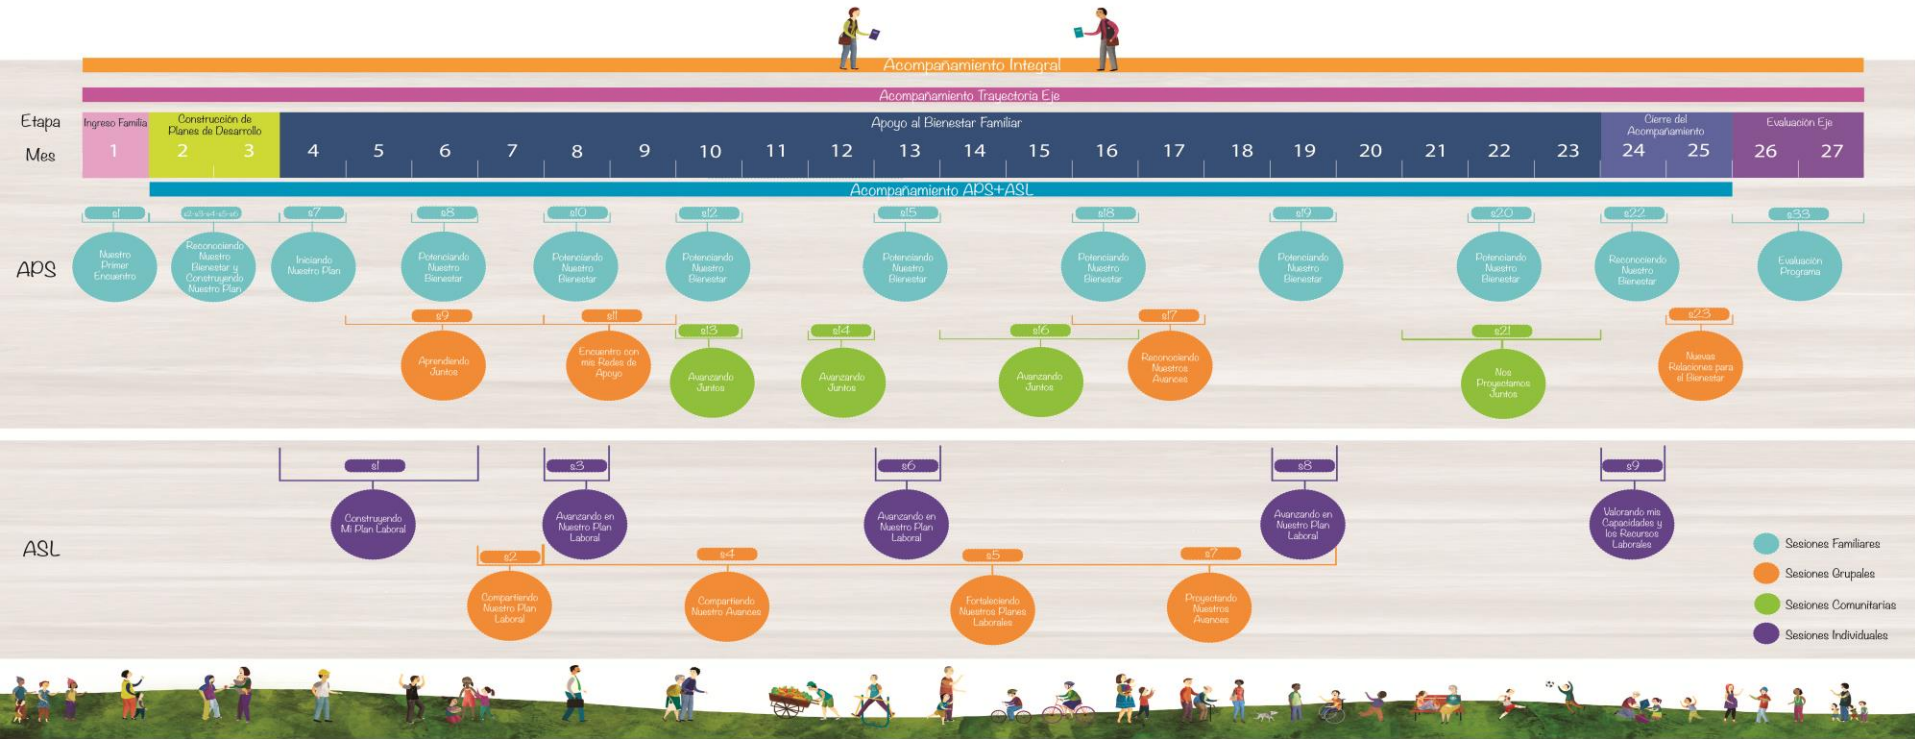 Acompañamiento Integral
Acompañamiento Trayectoria Eje
Etapa
Ingreso Familia
Construcción de
Planes de Desarrollo
Apoyo al Bienestar Familiar
Cierre del
Acompañamiento
Evaluación Eje
Mes
1 2 3 4 5 6 7 8 9 10 11 12 13 14 15 16 17 18 19 20 21 22 23 24 25 26 27
Acompañamiento APS+ASL
APS
s1
Nuestro
Primer
Encuentro
s2-s3-s4-s5-s6
Reconociendo
Nuestro
Bienestar y
Construyendo
Nuestro Plan
s7
Iniciando
Nuestro Plan
s8
Potenciando
Nuestro
Bienestar
s10
Potenciando
Nuestro
Bienestar
s12
Potenciando
Nuestro
Bienestar
s15
Potenciando
Nuestro
Bienestar
s18
Potenciando
Nuestro
Bienestar
s19
Potenciando
Nuestro
Bienestar
s20
Potenciando
Nuestro
Bienestar
s22
Reconociendo
Nuestro
Bienestar
s33
Evaluación
Programa
s9
Aprendiendo
Juntos
s11
Encuentro con
mis Redes de
Apoyo
s13
Avanzando
Juntos
s14
Avanzando
Juntos
s16
Avanzando
Juntos
s17
Reconociendo
Nuestros
Avances
s21
Nos
Proyectamos
Juntos
s23
Nuevas
Relaciones para
el Bienestar
ASL
s1
Construyendo
Mi Plan Laboral
s3
Avanzando en
Nuestro Plan
Laboral
s6
Avanzando en
Nuestro Plan
Laboral
s8
Avanzando en
Nuestro Plan
Laboral
s9
Valorando mis
Capacidades y
los Recursos
Laborales
s2
Compartiendo
Nuestro Plan
Laboral
s4
Compartiendo
Nuestro Avances
s5
Fortaleciendo
Nuestros Planes
Laborales
s7
Proyectando
Nuestros
Avances
Sesiones Familiares
Sesiones Grupales
Sesiones Comunitarias
Sesiones Individuales